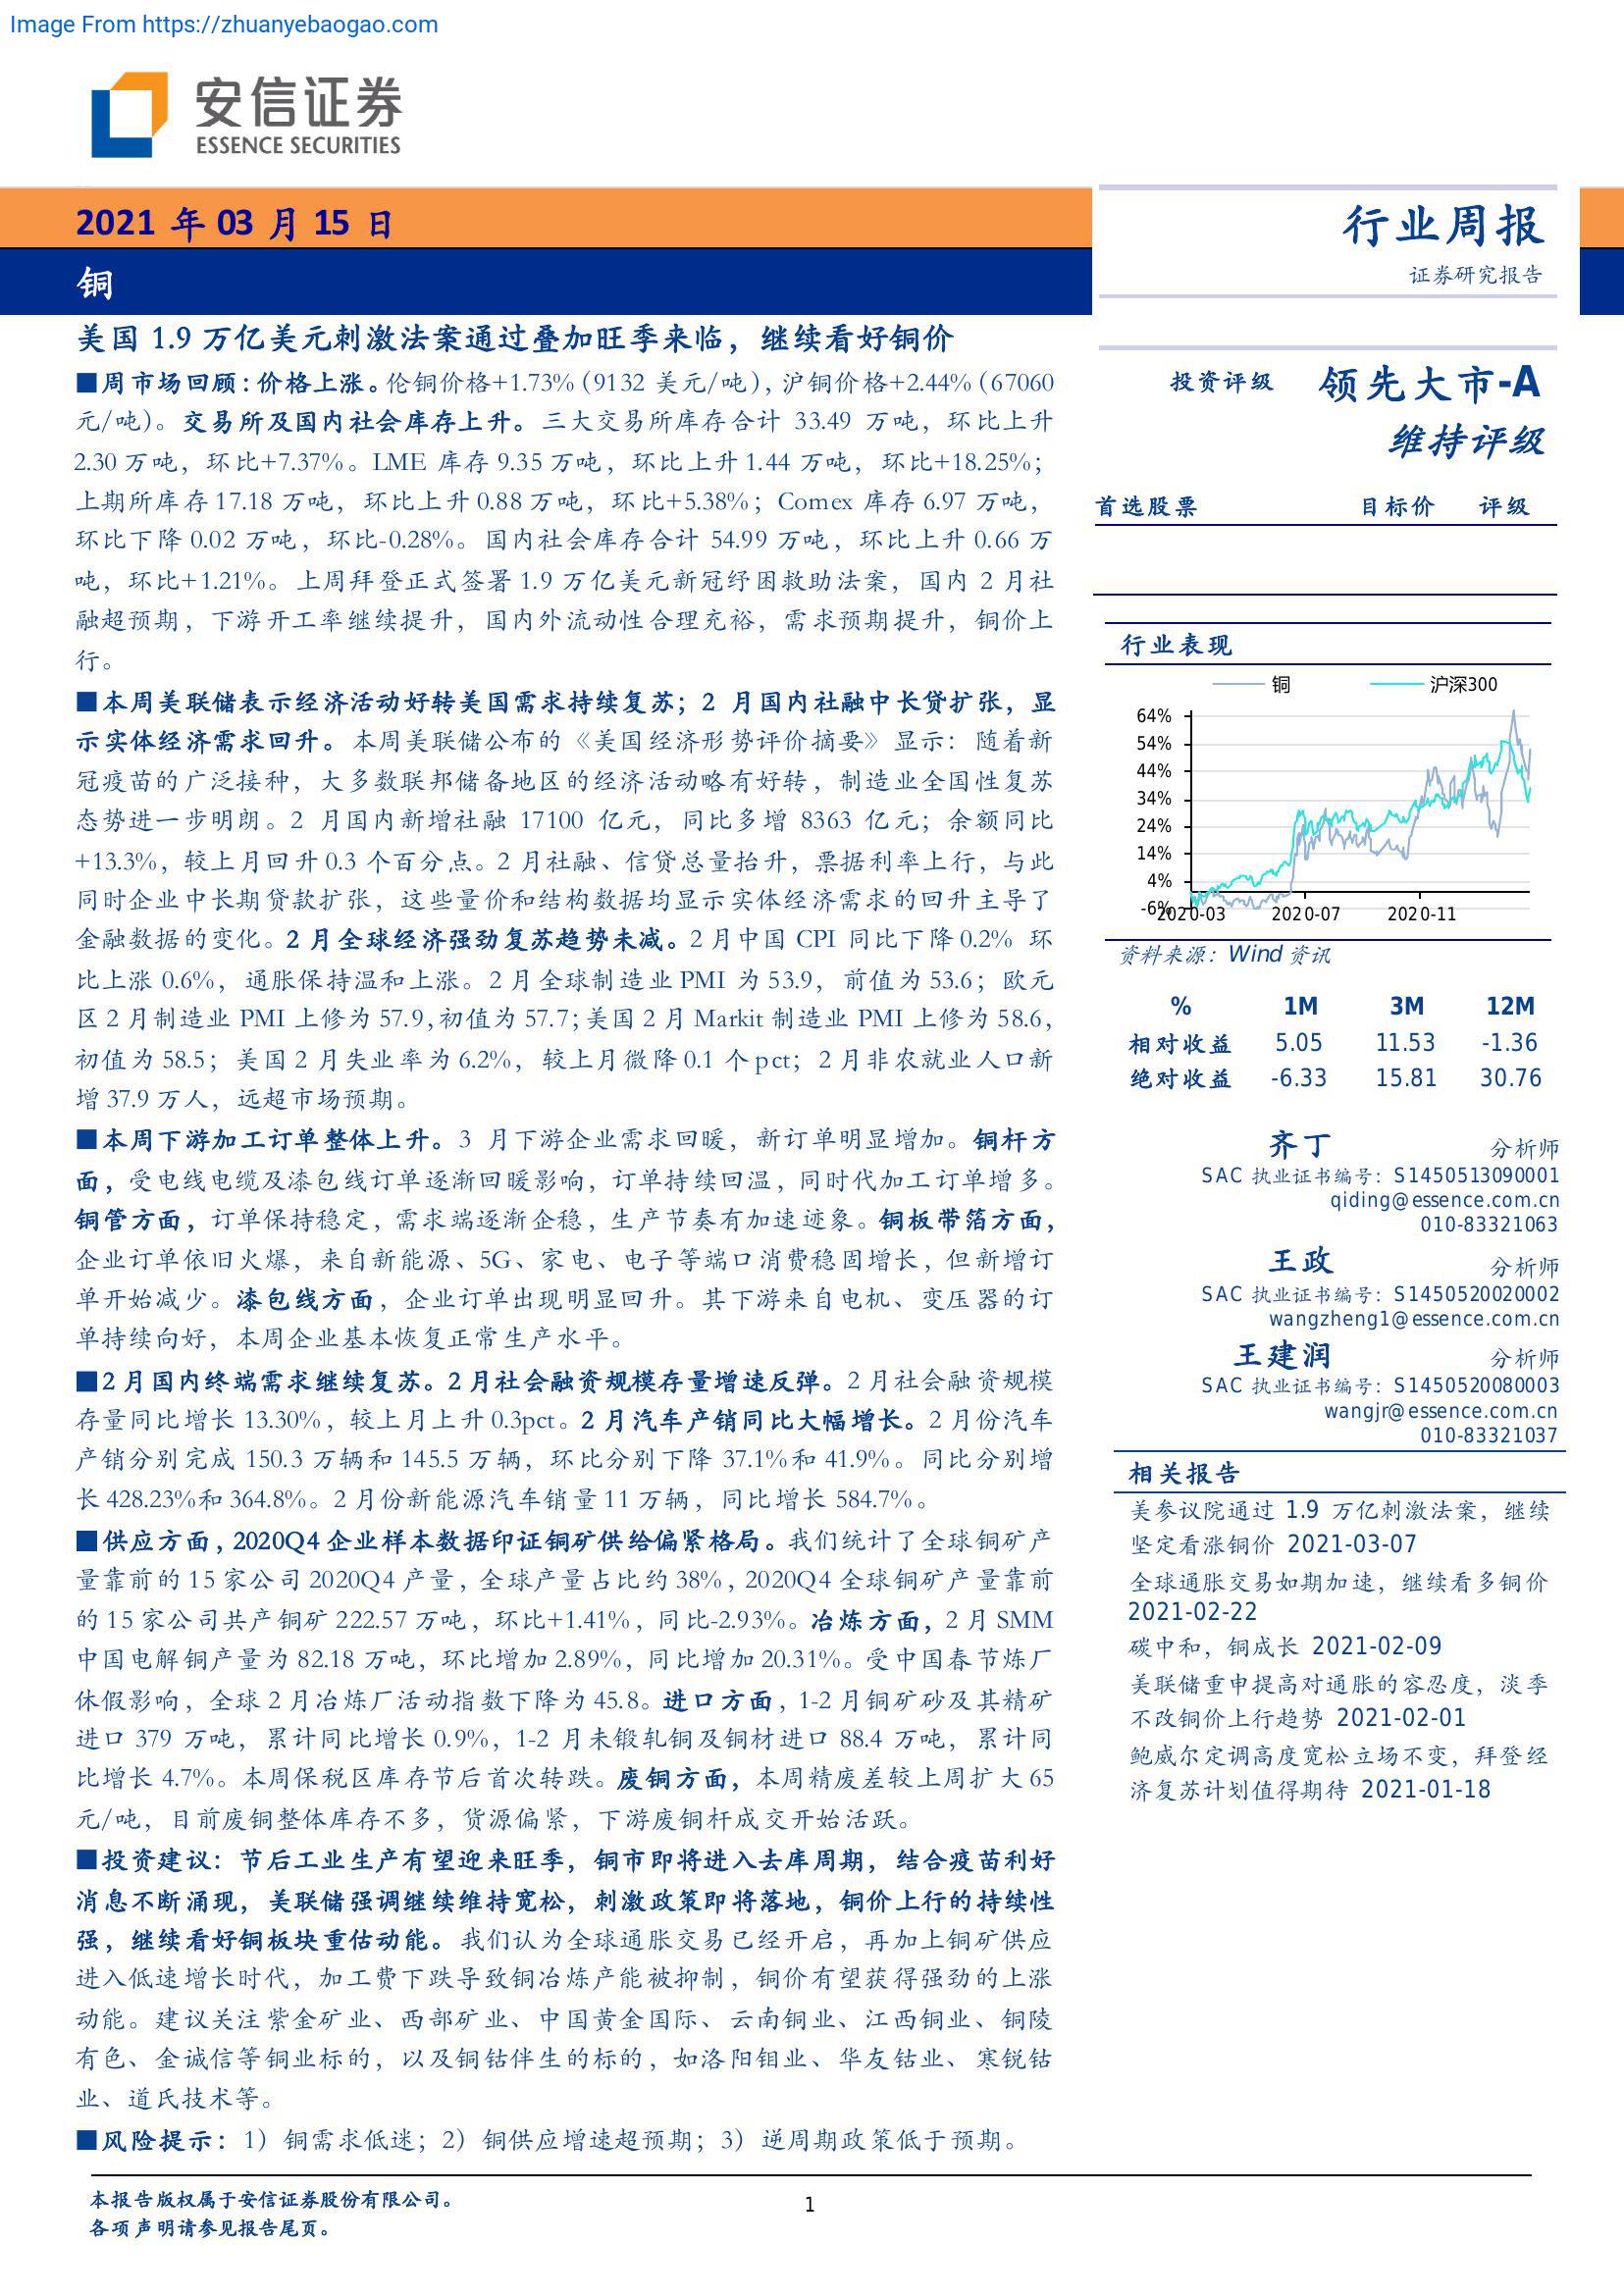 Image From https://zhuanyebaogao.com
安信证券
ESSENCE SECURITIES
2021 年 03 月 15 日
铜
美国 1.9 万亿美元刺激法案通过叠加旺季来临，继续看好铜价
■周市场回顾：价格上涨。伦铜价格+1.73%（9132 美元/吨），沪铜价格+2.44%（67060
元/吨）。交易所及国内社会库存上升。三大交易所库存合计 33.49 万吨，环比上升
2.30 万吨，环比+7.37%。LME 库存 9.35 万吨，环比上升 1.44 万吨，环比+18.25%；
上期所库存 17.18 万吨，环比上升 0.88 万吨，环比+5.38%；Comex 库存 6.97 万吨，
环比下降 0.02 万吨，环比-0.28%。国内社会库存合计 54.99 万吨，环比上升 0.66 万
吨，环比+1.21%。上周拜登正式签署 1.9 万亿美元新冠纾困救助法案，国内 2 月社
融超预期，下游开工率继续提升，国内外流动性合理充裕，需求预期提升，铜价上
行。
■本周美联储表示经济活动好转美国需求持续复苏；2 月国内社融中长贷扩张，显
示实体经济需求回升。本周美联储公布的《美国经济形势评价摘要》显示：随着新
冠疫苗的广泛接种，大多数联邦储备地区的经济活动略有好转，制造业全国性复苏
态势进一步明朗。2 月国内新增社融 17100 亿元，同比多增 8363 亿元；余额同比
+13.3%，较上月回升 0.3 个百分点。2 月社融、信贷总量抬升，票据利率上行，与此
同时企业中长期贷款扩张，这些量价和结构数据均显示实体经济需求的回升主导了
金融数据的变化。2 月全球经济强劲复苏趋势未减。2 月中国 CPI 同比下降 0.2% 环
比上涨 0.6%，通胀保持温和上涨。2 月全球制造业 PMI 为 53.9，前值为 53.6；欧元
区 2 月制造业 PMI 上修为 57.9,初值为 57.7;美国 2 月 Markit 制造业 PMI 上修为 58.6，
初值为 58.5；美国 2 月失业率为 6.2%，较上月微降 0.1 个 pct；2 月非农就业人口新
增 37.9 万人，远超市场预期。
■本周下游加工订单整体上升。3 月下游企业需求回暖，新订单明显增加。铜杆方
面，受电线电缆及漆包线订单逐渐回暖影响，订单持续回温，同时代加工订单增多。
铜管方面，订单保持稳定，需求端逐渐企稳，生产节奏有加速迹象。铜板带箔方面，
企业订单依旧火爆，来自新能源、5G、家电、电子等端口消费稳固增长，但新增订
单开始减少。漆包线方面，企业订单出现明显回升。其下游来自电机、变压器的订
单持续向好，本周企业基本恢复正常生产水平。
■2 月国内终端需求继续复苏。2 月社会融资规模存量增速反弹。2 月社会融资规模
存量同比增长 13.30%，较上月上升 0.3pct。2 月汽车产销同比大幅增长。2 月份汽车
产销分别完成 150.3 万辆和 145.5 万辆，环比分别下降 37.1%和 41.9%。同比分别增
长 428.23%和 364.8%。2 月份新能源汽车销量 11 万辆，同比增长 584.7%。
■供应方面，2020Q4 企业样本数据印证铜矿供给偏紧格局。我们统计了全球铜矿产
量靠前的 15 家公司 2020Q4 产量，全球产量占比约 38%，2020Q4 全球铜矿产量靠前
的 15 家公司共产铜矿 222.57 万吨，环比+1.41%，同比-2.93%。冶炼方面，2 月 SMM
中国电解铜产量为 82.18 万吨，环比增加 2.89%，同比增加 20.31%。受中国春节炼厂
休假影响，全球 2 月冶炼厂活动指数下降为 45.8。进口方面，1-2 月铜矿砂及其精矿
进口 379 万吨，累计同比增长 0.9%，1-2 月未锻轧铜及铜材进口 88.4 万吨，累计同
比增长 4.7%。本周保税区库存节后首次转跌。废铜方面，本周精废差较上周扩大 65
元/吨，目前废铜整体库存不多，货源偏紧，下游废铜杆成交开始活跃。
■投资建议：节后工业生产有望迎来旺季，铜市即将进入去库周期，结合疫苗利好
消息不断涌现，美联储强调继续维持宽松，刺激政策即将落地，铜价上行的持续性
强，继续看好铜板块重估动能。我们认为全球通胀交易已经开启，再加上铜矿供应
进入低速增长时代，加工费下跌导致铜冶炼产能被抑制，铜价有望获得强劲的上涨
动能。建议关注紫金矿业、西部矿业、中国黄金国际、云南铜业、江西铜业、铜陵
有色、金诚信等铜业标的，以及铜钴伴生的标的，如洛阳钼业、华友钴业、寒锐钴
业、道氏技术等。
■风险提示：1）铜需求低迷；2）铜供应增速超预期；3）逆周期政策低于预期。
行业周报
证券研究报告
投资评级 领先大市-A
维持评级
首选股票 目标价 评级
行业表现
铜 沪深300
64%
54%
44%
34%
24%
14%
4%
-6%
2020-03 2020-07 2020-11
资料来源：Wind 资讯
% 1M 3M 12M
相对收益 5.05 11.53 -1.36
绝对收益 -6.33 15.81 30.76
齐丁 分析师
SAC 执业证书编号：S1450513090001
qiding@essence.com.cn
010-83321063
王政 分析师
SAC 执业证书编号：S1450520020002
wangzheng1@essence.com.cn
王建润 分析师
SAC 执业证书编号：S1450520080003
wangjr@essence.com.cn
010-83321037
相关报告
美参议院通过 1.9 万亿刺激法案，继续
坚定看涨铜价 2021-03-07
全球通胀交易如期加速，继续看多铜价
2021-02-22
碳中和，铜成长 2021-02-09
美联储重申提高对通胀的容忍度，淡季
不改铜价上行趋势 2021-02-01
鲍威尔定调高度宽松立场不变，拜登经
济复苏计划值得期待 2021-01-18
本报告版权属于安信证券股份有限公司。
各项声明请参见报告尾页。
1